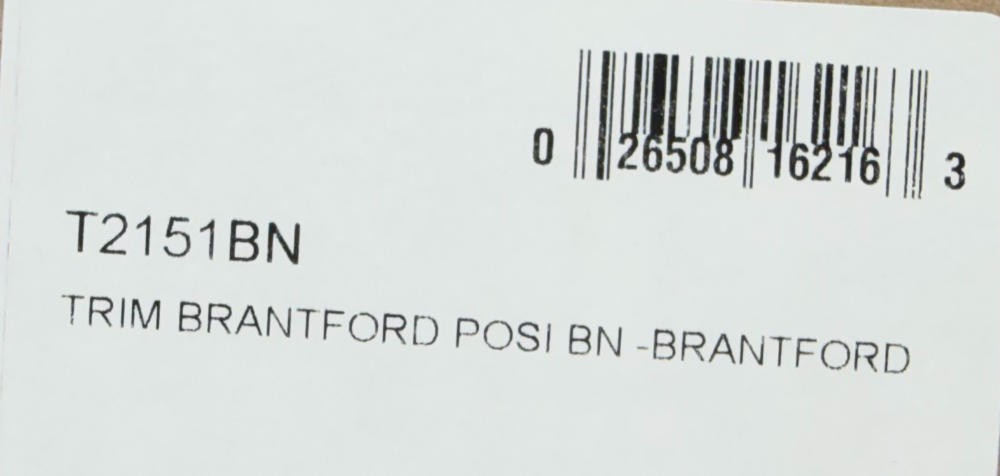 0 26508 16216 3
T2151BN
TRIM BRANTFORD POSI BN -BRANTFORD